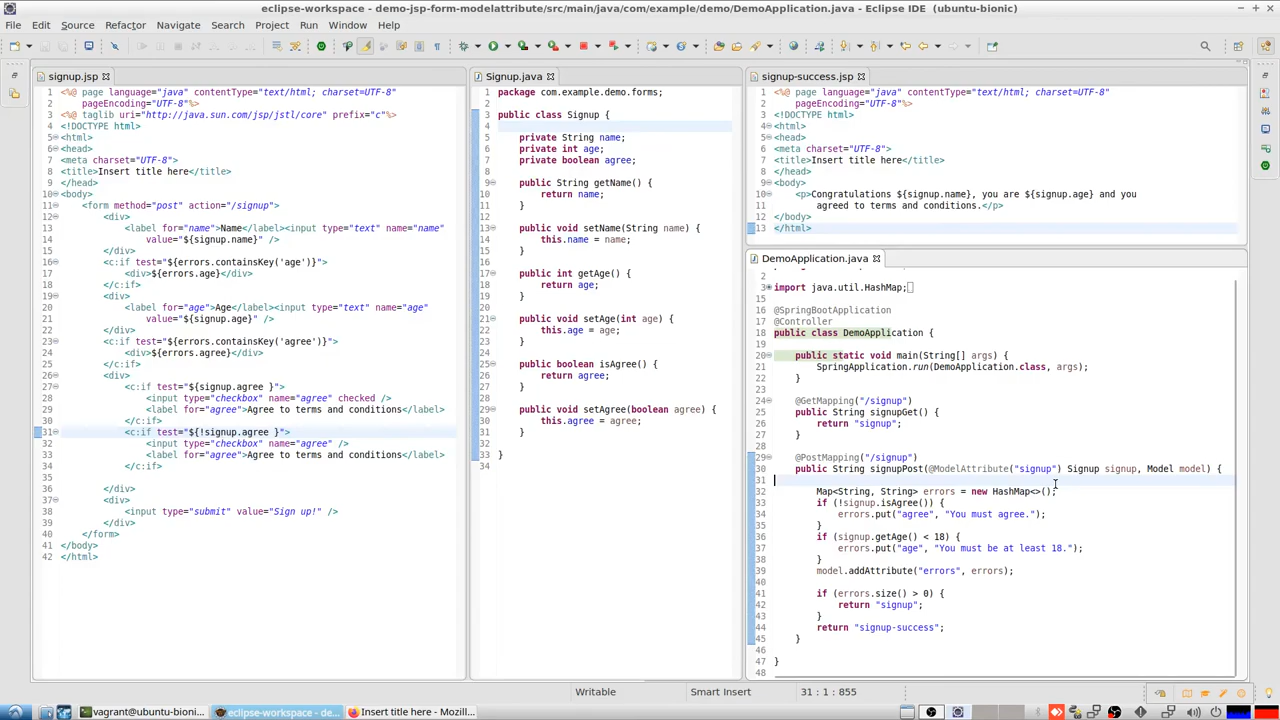 eclipse-workspace - demo-jsp-form-modelattribute/src/main/java/com/example/demo/DemoApplication.java - Eclipse IDE (ubuntu-bionic)
File Edit Source Refactor Navigate Search Project Run Window Help
signup.jsp
1 <%@ page language="java" contentType="text/html; charset=UTF-8"
2 pageEncoding="UTF-8"%>
3 <%@ taglib uri="http://java.sun.com/jsp/jstl/core" prefix="c"%>
4 <!DOCTYPE html>
5 <html>
6 <head>
7 <meta charset="UTF-8">
8 <title>Insert title here</title>
9 </head>
10 <body>
11 <form method="post" action="/signup">
12 <div>
13 <label for="name">Name</label><input type="text" name="name"
14 value="${signup.name}" />
15 </div>
16 <c:if test="${errors.containsKey('age')}">
17 <div>${errors.age}</div>
18 </c:if>
19 <div>
20 <label for="age">Age</label><input type="text" name="age"
21 value="${signup.age}" />
22 </div>
23 <c:if test="${errors.containsKey('agree')}">
24 <div>${errors.agree}</div>
25 </c:if>
26 <div>
27 <c:if test="${signup.agree }">
28 <input type="checkbox" name="agree" checked />
29 <label for="agree">Agree to terms and conditions</label>
30 </c:if>
31 <c:if test="${!signup.agree }">
32 <input type="checkbox" name="agree" />
33 <label for="agree">Agree to terms and conditions</label>
34 </c:if>
35
36 </div>
37 <div>
38 <input type="submit" value="Sign up!" />
39 </div>
40 </form>
41 </body>
42 </html>
Signup.java
1 package com.example.demo.forms;
2
3 public class Signup {
4
5 private String name;
6 private int age;
7 private boolean agree;
8
9 public String getName() {
10 return name;
11 }
12
13 public void setName(String name) {
14 this.name = name;
15 }
16
17 public int getAge() {
18 return age;
19 }
20
21 public void setAge(int age) {
22 this.age = age;
23 }
24
25 public boolean isAgree() {
26 return agree;
27 }
28
29 public void setAgree(boolean agree) {
30 this.agree = agree;
31 }
32
33 }
34
signup-success.jsp
1 <%@ page language="java" contentType="text/html; charset=UTF-8"
2 pageEncoding="UTF-8"%>
3 <!DOCTYPE html>
4 <html>
5 <head>
6 <meta charset="UTF-8">
7 <title>Insert title here</title>
8 </head>
9 <body>
10 <p>Congratulations ${signup.name}, you are ${signup.age} and you
11 agreed to terms and conditions.</p>
12 </body>
13 </html>
DemoApplication.java
2
3 import java.util.HashMap;
15
16 @SpringBootApplication
17 @Controller
18 public class DemoApplication {
19
20 public static void main(String[] args) {
21 SpringApplication.run(DemoApplication.class, args);
22 }
23
24 @GetMapping("/signup")
25 public String signupGet() {
26 return "signup";
27 }
28
29 @PostMapping("/signup")
30 public String signupPost(@ModelAttribute("signup") Signup signup, Model model) {
31
32 Map<String, String> errors = new HashMap<>();
33 if (!signup.isAgree()) {
34 errors.put("agree", "You must agree.");
35 }
36 if (signup.getAge() < 18) {
37 errors.put("age", "You must be at least 18.");
38 }
39 model.addAttribute("errors", errors);
40
41 if (errors.size() > 0) {
42 return "signup";
43 }
44 return "signup-success";
45 }
46
47 }
48
Writable Smart Insert 31 : 1 : 855
vagrant@ubuntu-bioni... eclipse-workspace - de... Insert title here - Mozill...